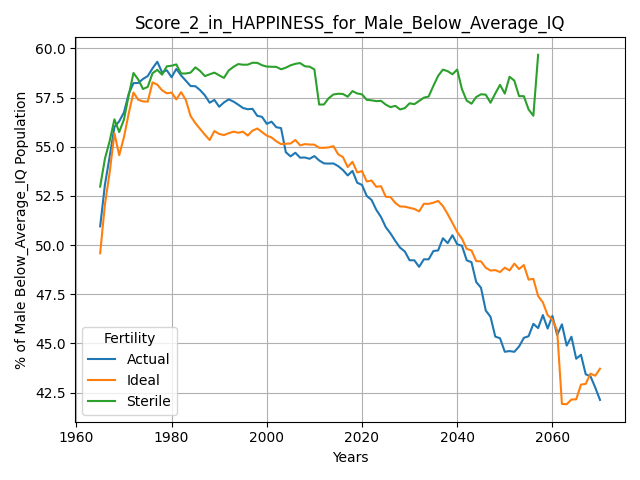 Score_2_in_HAPPINESS_for_Male_Below_Average_IQ
% of Male Below_Average_IQ Population
60.0
57.5
55.0
52.5
50.0
47.5
45.0
42.5
Fertility
Actual
Ideal
Sterile
1960 1980 2000 2020 2040 2060
Years